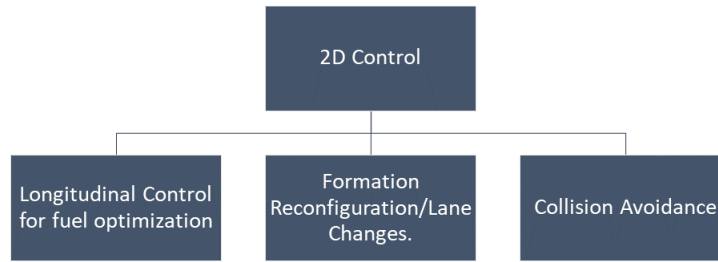 2D Control
Longitudinal Control
for fuel optimization
Formation
Reconfiguration/Lane
Changes.
Collision Avoidance